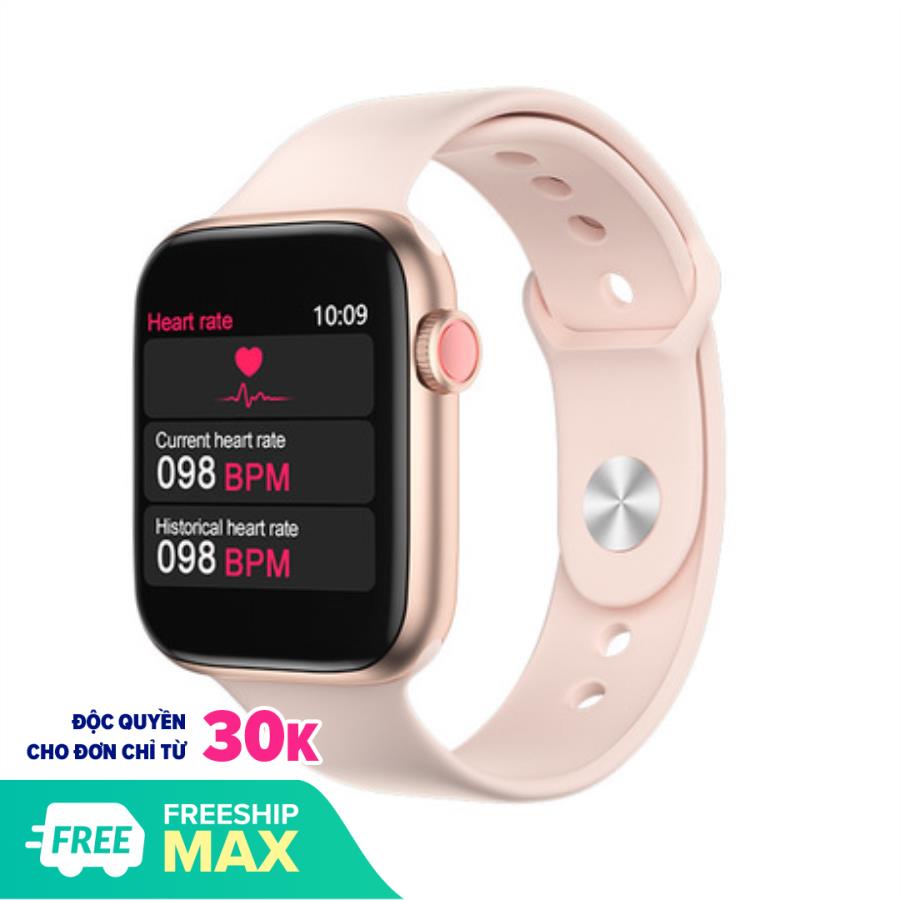 Heart rate 10:09
Current heart rate
098 BPM
Historical heart rate
098 BPM
ĐỘC QUYỀN
CHO ĐƠN CHỈ TỪ 30K
FREE
FREESHIP
MAX